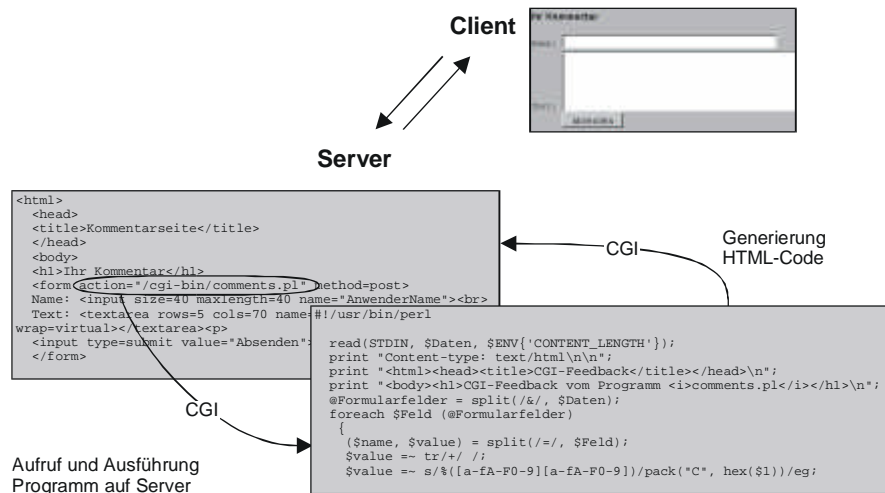 Client
Ihr Kommentar
Name:
Text:
Absenden
Server
<html>
<head>
<title>Kommentarseite</title>
</head>
<body>
<h1>Ihr Kommentar</h1>
<form action="/cgi-bin/comments.pl" method=post>
Name: <input size=40 maxlength=40 name="AnwenderName"><br>
Text: <textarea rows=5 cols=70 name=
wrap=virtual></textarea><p>
<input type=submit value="Absenden">
</form>
CGI
Generierung
HTML-Code
#!/usr/bin/perl
read(STDIN, $Daten, $ENV{'CONTENT_LENGTH'});
print "Content-type: text/html\n\n";
print "<html><head><title>CGI-Feedback</title></head>\n";
print "<body><h1>CGI-Feedback vom Programm <i>comments.pl</i></h1>\n";
@Formularfelder = split(/&/, $Daten);
foreach $Feld (@Formularfelder)
{
($name, $value) = split(/=/, $Feld);
$value =~ tr/+/ /;
$value =~ s/%([a-fA-F0-9][a-fA-F0-9])/pack("C", hex($1))/eg;
CGI
Aufruf und Ausführung
Programm auf Server